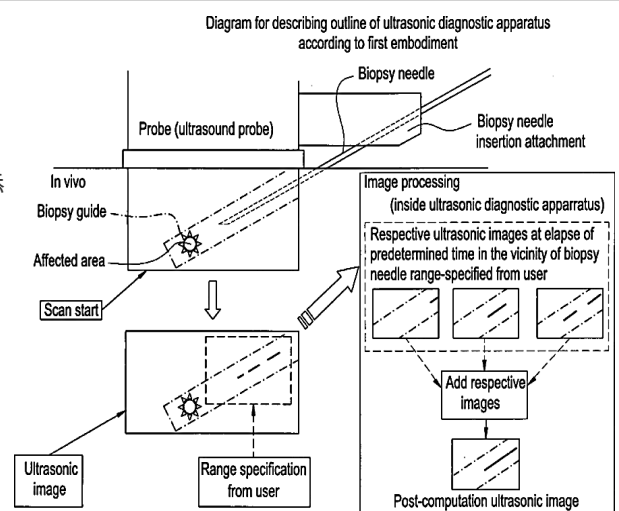 Diagram for describing outline of ultrasonic diagnostic apparatus
according to first embodiment
Biopsy needle
Probe (ultrasound probe)
Biopsy needle
insertion attachment
In vivo
Biopsy guide
Affected area
Scan start
Image processing
(inside ultrasonic diagnostic apparratus)
Respective ultrasonic images at elapse of
predetermined time in the vicinity of biopsy
needle range-specified from user
Add respective
images
Ultrasonic
image
Range specification
from user
Post-computation ultrasonic image